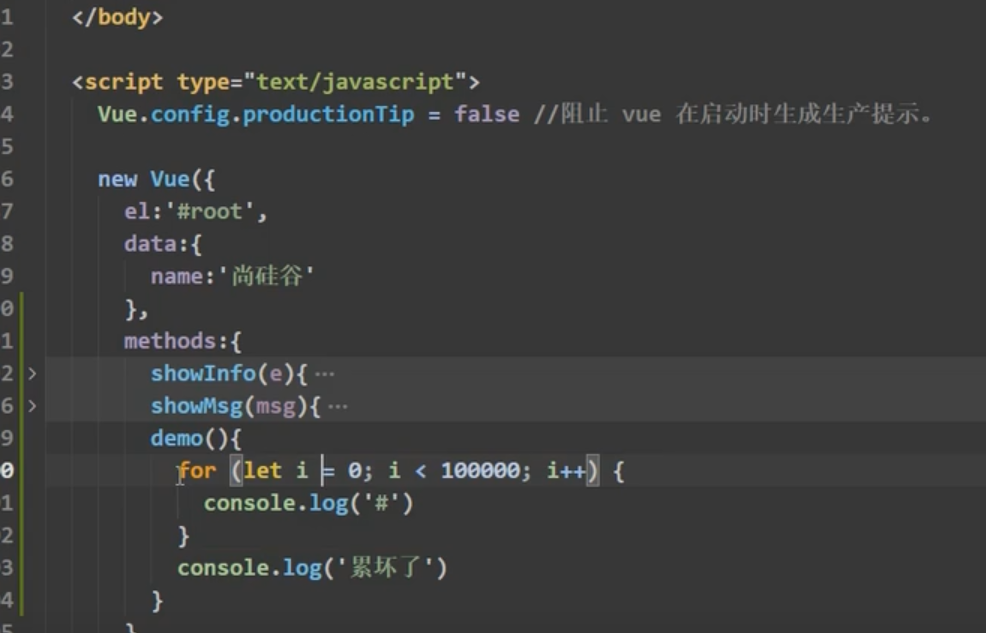 1 </body>
2
3 <script type="text/javascript">
4 Vue.config.productionTip = false //阻止 vue 在启动时生成生产提示。
5
6 new Vue({
7 el:'#root',
8 data:{
9 name:'尚硅谷'
0 },
1 methods:{
2 > showInfo(e){ ···
6 > showMsg(msg){ ···
9 demo(){
0 for (let i = 0; i < 100000; i++) {
1 console.log('#')
2 }
3 console.log('累坏了')
4 }
5 }